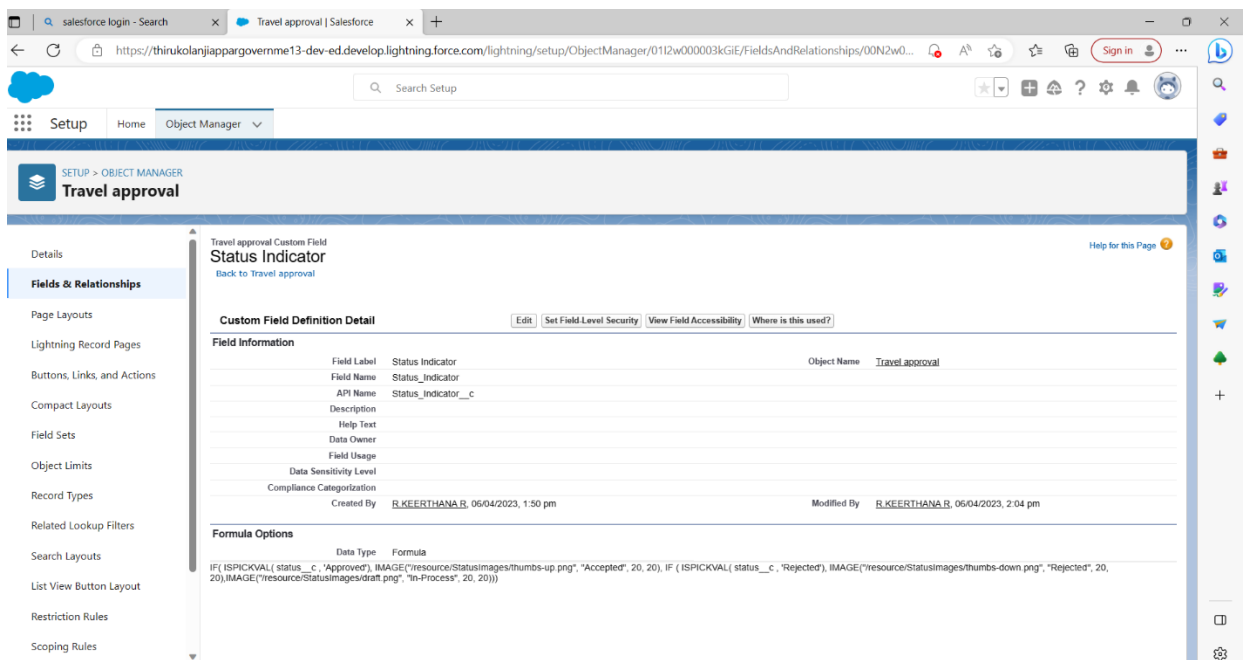 salesforce login - Search
Travel approval | Salesforce
https://thirukolanjiappargovernme13-dev-ed.develop.lightning.force.com/lightning/setup/ObjectManager/01I2w000003kGiE/FieldsAndRelationships/00N2w0...
Sign in
Search Setup
Setup
Home
Object Manager
SETUP > OBJECT MANAGER
Travel approval
Details
Fields & Relationships
Page Layouts
Lightning Record Pages
Buttons, Links, and Actions
Compact Layouts
Field Sets
Object Limits
Record Types
Related Lookup Filters
Search Layouts
List View Button Layout
Restriction Rules
Scoping Rules
Travel approval Custom Field
Status Indicator
Back to Travel approval
Help for this Page
Custom Field Definition Detail
Edit Set Field-Level Security View Field Accessibility Where is this used?
Field Information
Field Label Status Indicator Object Name Travel approval
Field Name Status_Indicator
API Name Status_Indicator__c
Description
Help Text
Data Owner
Field Usage
Data Sensitivity Level
Compliance Categorization
Created By R.KEERTHANA R, 06/04/2023, 1:50 pm Modified By R.KEERTHANA R, 06/04/2023, 2:04 pm
Formula Options
Data Type Formula
IF( ISPICKVAL( status__c , 'Approved'), IMAGE("/resource/StatusImages/thumbs-up.png", "Accepted", 20, 20), IF ( ISPICKVAL( status__c , 'Rejected'), IMAGE("/resource/StatusImages/thumbs-down.png", "Rejected", 20,
20),IMAGE("/resource/StatusImages/draft.png", "In-Process", 20, 20)))